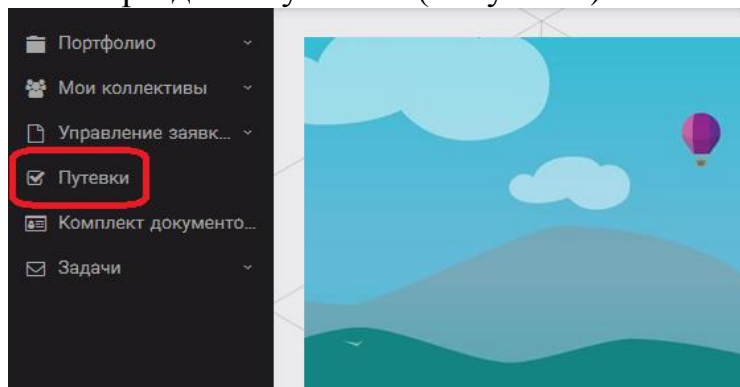 Портфолио
Мои коллективы
Управление заявк...
Путевки
Комплект документо...
Задачи